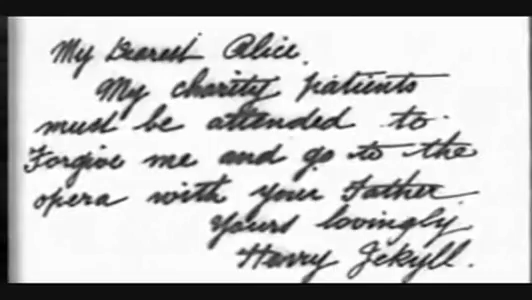 My Dearest Alice.
My charity patients
must be attended to.
Forgive me and go to the
opera with your Father.
Yours lovingly
Harry Jekyll.